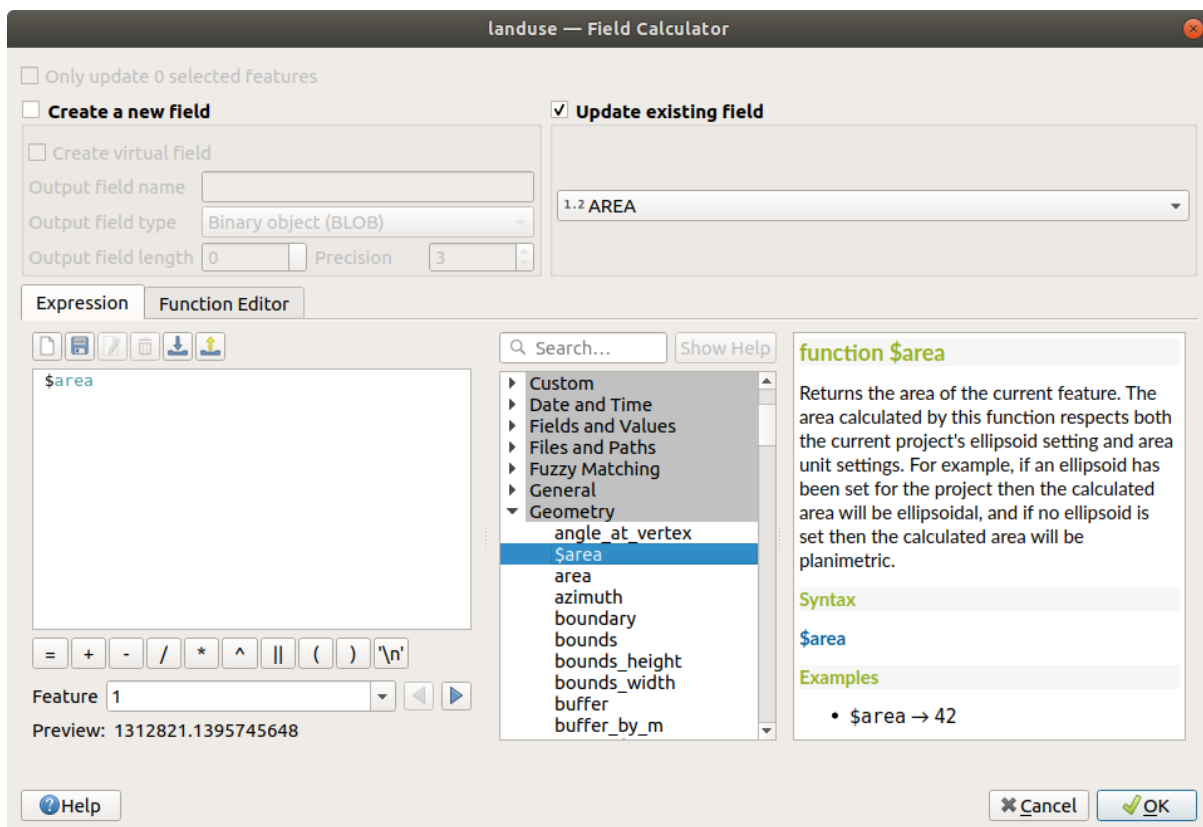 landuse — Field Calculator
Only update 0 selected features
Create a new field
Create virtual field
Output field name
Output field type Binary object (BLOB)
Output field length 0 Precision 3
Update existing field
1.2 AREA
Expression Function Editor
$area
= + - / * ^ || ( ) '\n'
Feature 1
Preview: 1312821.1395745648
Search... Show Help
Custom
Date and Time
Fields and Values
Files and Paths
Fuzzy Matching
General
Geometry
angle_at_vertex
$area
area
azimuth
boundary
bounds
bounds_height
bounds_width
buffer
buffer_by_m
function $area
Returns the area of the current feature. The
area calculated by this function respects both
the current project's ellipsoid setting and area
unit settings. For example, if an ellipsoid has
been set for the project then the calculated
area will be ellipsoidal, and if no ellipsoid is
set then the calculated area will be
planimetric.
Syntax
$area
Examples
• $area → 42
Help
Cancel OK